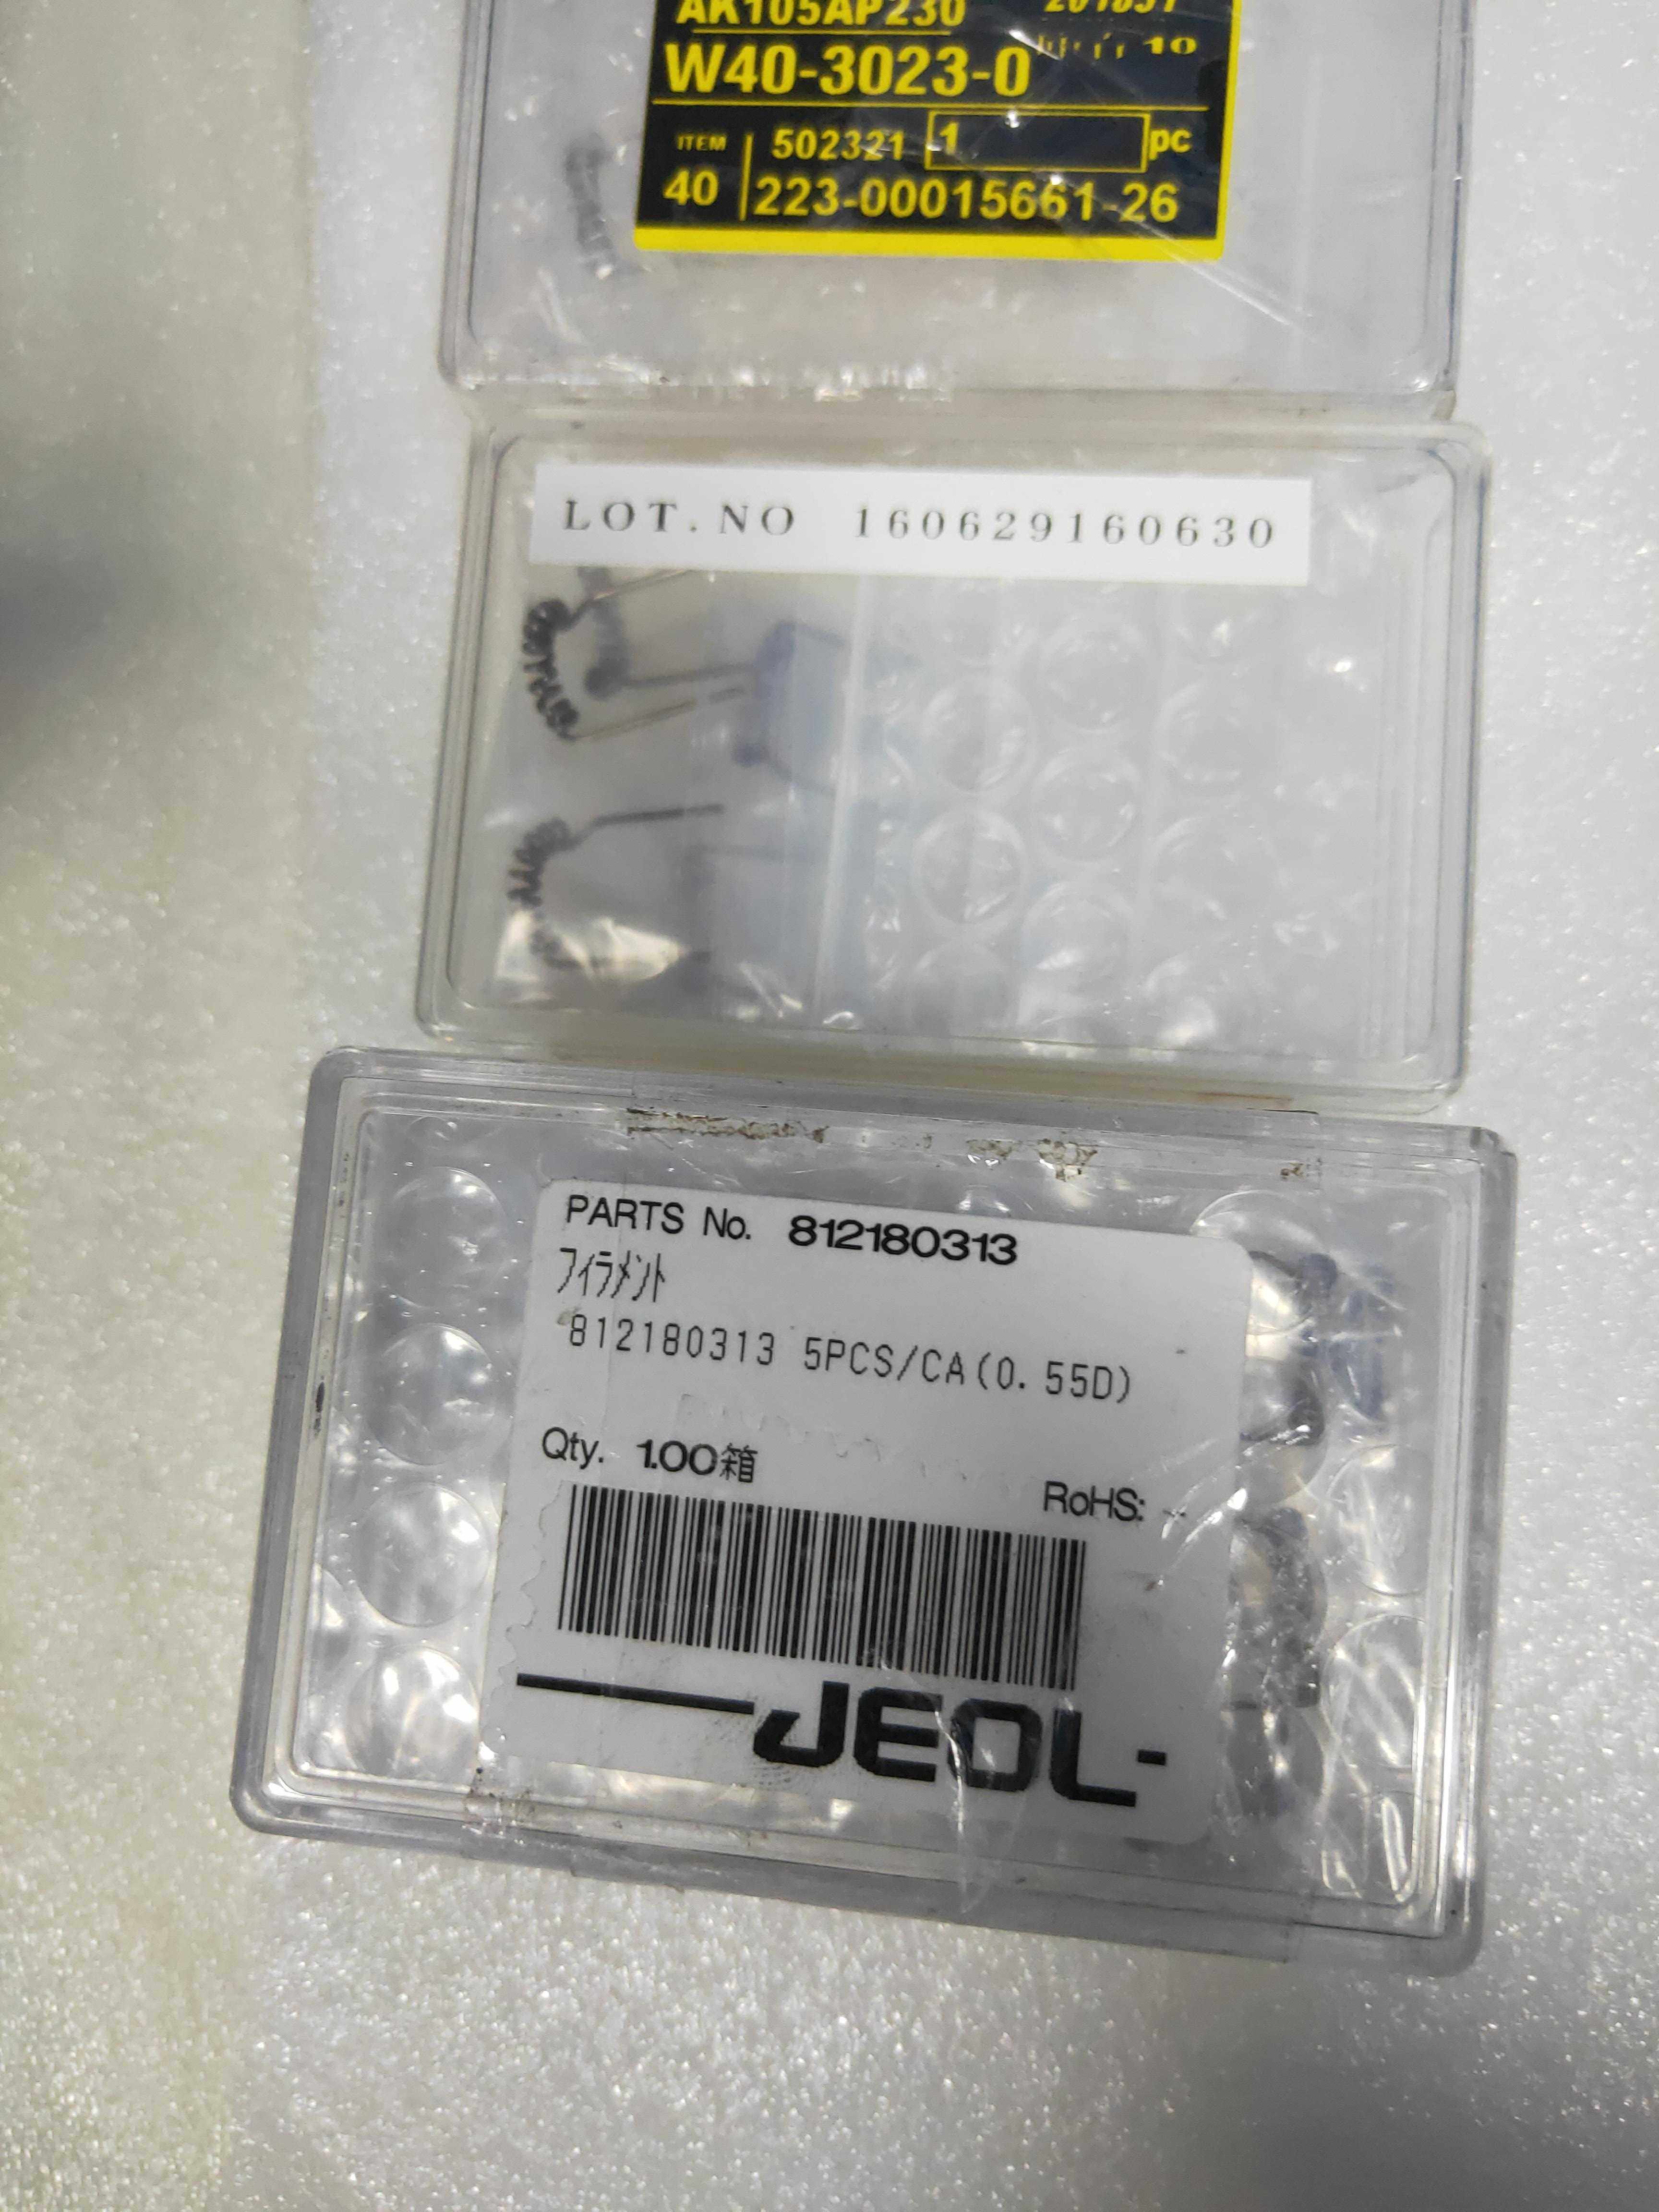 AK105AP230
W40-3023-0
10
ITEM
502321
1
pc
40
223-00015661-26
LOT.NO 160629160630
PARTS No. 812180313
フィラメント
812180313 5PCS/CA(0.55D)
Qty. 1.00箱
RoHS: -
JEOL